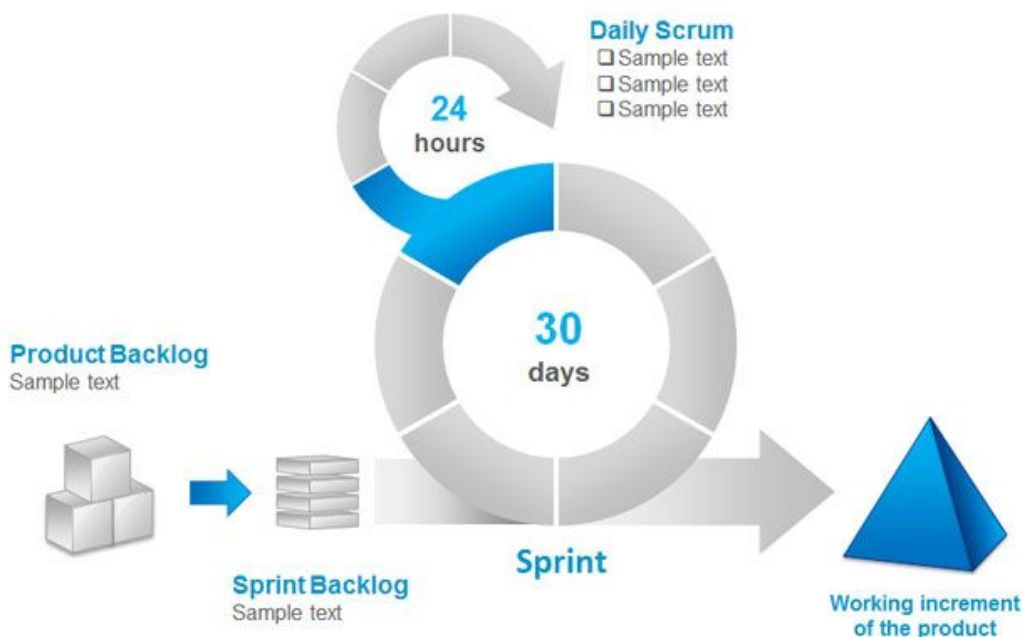 Daily Scrum
❑ Sample text
❑ Sample text
❑ Sample text
24
hours
30
days
Product Backlog
Sample text
Sprint Backlog
Sample text
Sprint
Working increment
of the product